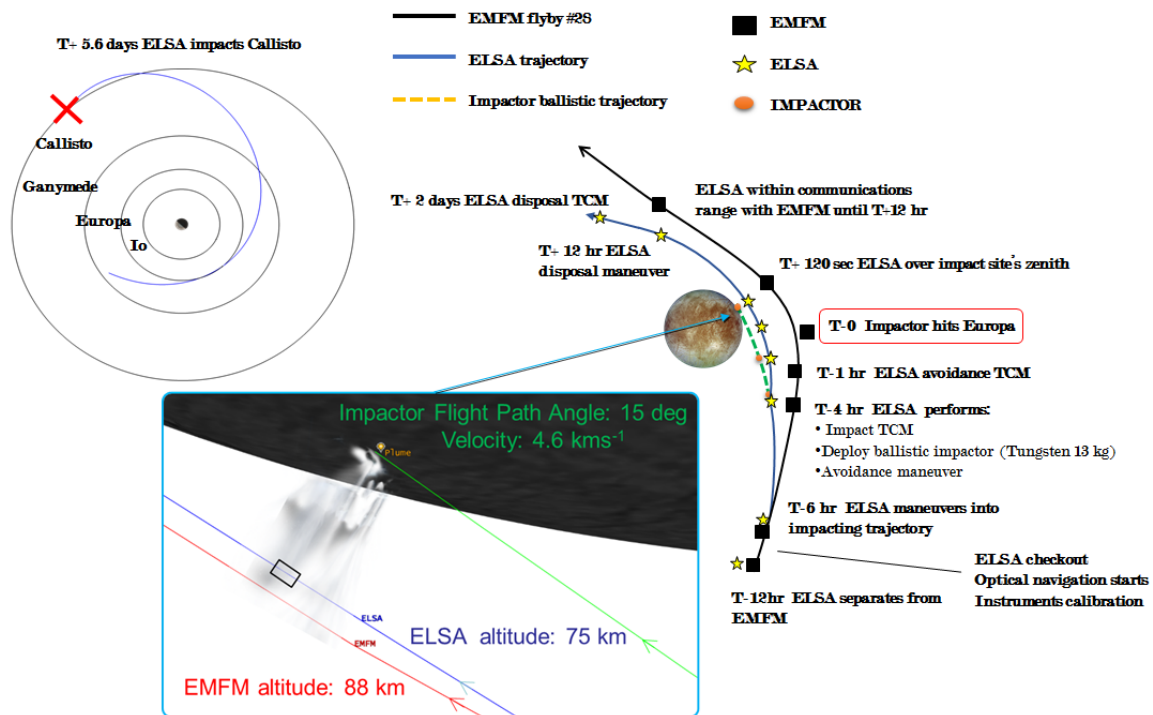 T+ 5.6 days ELSA impacts Callisto
Callisto
Ganymede
Europa
Io
EMFM flyby #28
ELSA trajectory
Impactor ballistic trajectory
EMFM
ELSA
IMPACTOR
ELSA within communications
range with EMFM until T+12 hr
T+ 2 days ELSA disposal TCM
T+ 12 hr ELSA
disposal maneuver
T+ 120 sec ELSA over impact site's zenith
T-0 Impactor hits Europa
T-1 hr ELSA avoidance TCM
T-4 hr ELSA performs:
• Impact TCM
•Deploy ballistic impactor (Tungsten 13 kg)
•Avoidance maneuver
T-6 hr ELSA maneuvers into
impacting trajectory
ELSA checkout
Optical navigation starts
Instruments calibration
T-12hr ELSA separates from
EMFM
Impactor Flight Path Angle: 15 deg
Velocity: 4.6 kms⁻¹
Plume
ELSA
EMFM
ELSA altitude: 75 km
EMFM altitude: 88 km